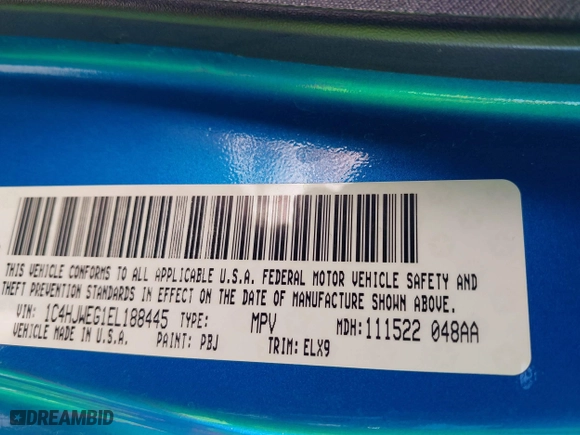 THIS VEHICLE CONFORMS TO ALL APPLICABLE U.S.A. FEDERAL MOTOR VEHICLE SAFETY AND
THEFT PREVENTION STANDARDS IN EFFECT ON THE DATE OF MANUFACTURE SHOWN ABOVE.
VIN: 1C4HJWEG1EL188445 TYPE: MPV MDH: 111522 048AA
VEHICLE MADE IN U.S.A. PAINT: PBJ TRIM: ELX9
DREAMBID